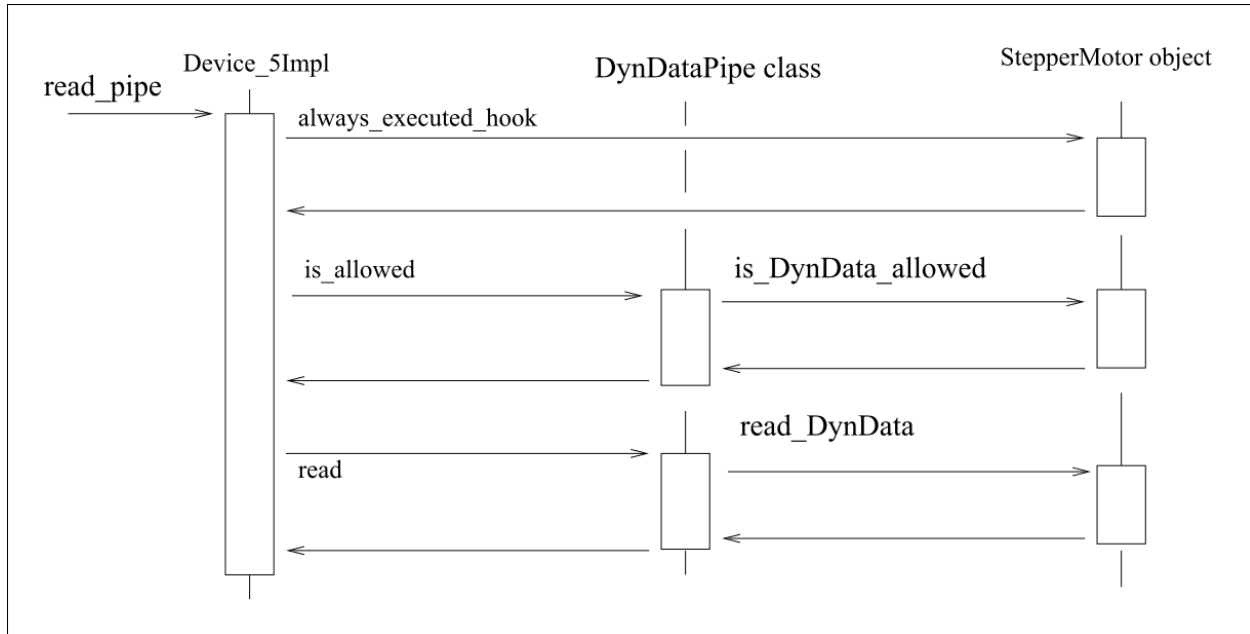 Device_5Impl
DynDataPipe class
StepperMotor object
read_pipe
always_executed_hook
is_allowed
is_DynData_allowed
read_DynData
read